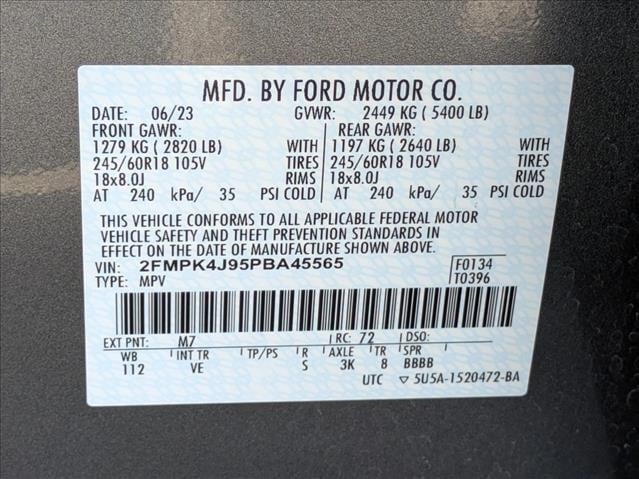 MFD. BY FORD MOTOR CO.
DATE: 06/23 GVWR: 2449 KG ( 5400 LB)
FRONT GAWR: REAR GAWR:
1279 KG ( 2820 LB) WITH 1197 KG ( 2640 LB) WITH
245/60R18 105V TIRES 245/60R18 105V TIRES
18x8.0J RIMS 18x8.0J RIMS
AT 240 kPa/ 35 PSI COLD AT 240 kPa/ 35 PSI COLD
THIS VEHICLE CONFORMS TO ALL APPLICABLE FEDERAL MOTOR
VEHICLE SAFETY AND THEFT PREVENTION STANDARDS IN
EFFECT ON THE DATE OF MANUFACTURE SHOWN ABOVE.
VIN: 2FMPK4J95PBA45565 F0134
TYPE: MPV T0396
EXT PNT: M7 RC: 72 DSO:
WB INT TR TP/PS R AXLE TR SPR
112 VE S 3K 8 BBBB
UTC ▽ 5U5A-1520472-BA